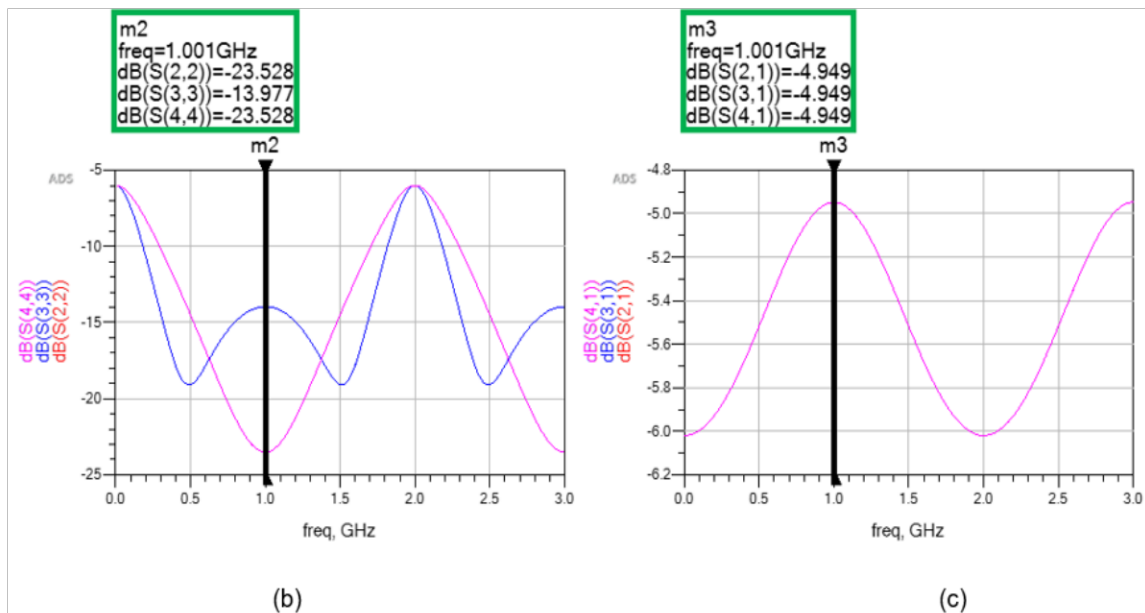 m2
freq=1.001GHz
dB(S(2,2))=-23.528
dB(S(3,3))=-13.977
dB(S(4,4))=-23.528
m2
ADS
-5
-10
-15
-20
-25
dB(S(4,4))
dB(S(3,3))
dB(S(2,2))
0.0 0.5 1.0 1.5 2.0 2.5 3.0
freq, GHz
(b)
m3
freq=1.001GHz
dB(S(2,1))=-4.949
dB(S(3,1))=-4.949
dB(S(4,1))=-4.949
m3
ADS
-4.8
-5.0
-5.2
-5.4
-5.6
-5.8
-6.0
-6.2
dB(S(4,1))
dB(S(3,1))
dB(S(2,1))
0.0 0.5 1.0 1.5 2.0 2.5 3.0
freq, GHz
(c)